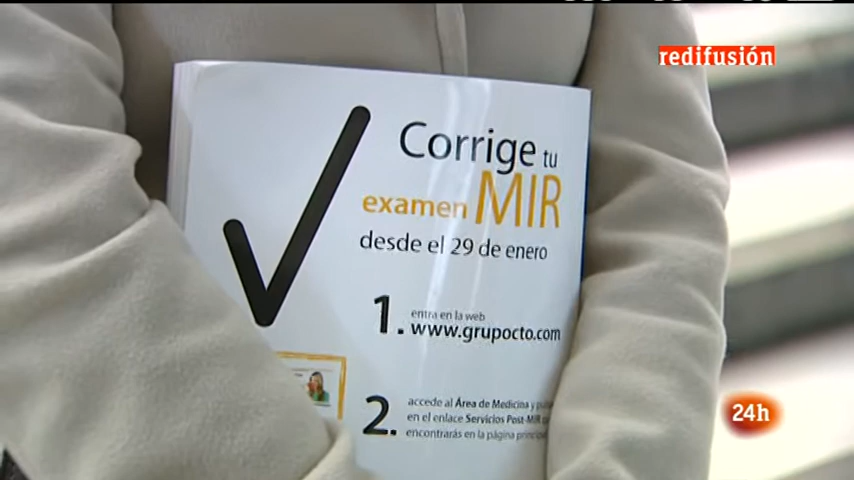 redifusión
Corrige tu
examen MIR
desde el 29 de enero
1. entra en la web
www.grupocto.com
2. accede al Área de Medicina y
en el enlace Servicios Post-MIR
encontrarás en la página principal
24h